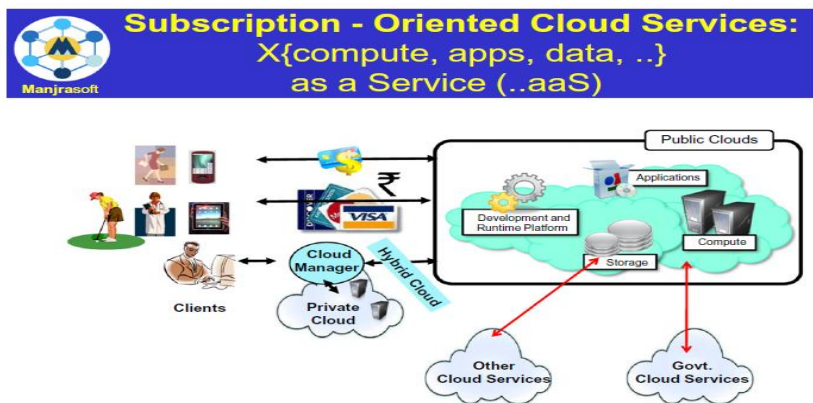 Subscription - Oriented Cloud Services:
X{compute, apps, data, ..}
as a Service (..aaS)
Manjrasoft
Public Clouds
Applications
Development and
Runtime Platform
Compute
Storage
$
₹
VISA
Hybrid Cloud
Cloud
Manager
Private
Cloud
Clients
Other
Cloud Services
Govt.
Cloud Services